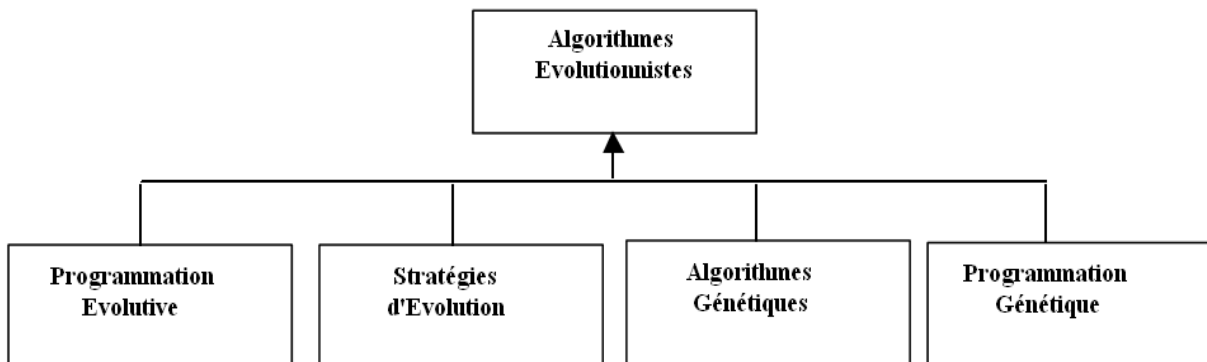 Algorithmes
Evolutionnistes
Programmation
Evolutive
Stratégies
d'Evolution
Algorithmes
Génétiques
Programmation
Génétique